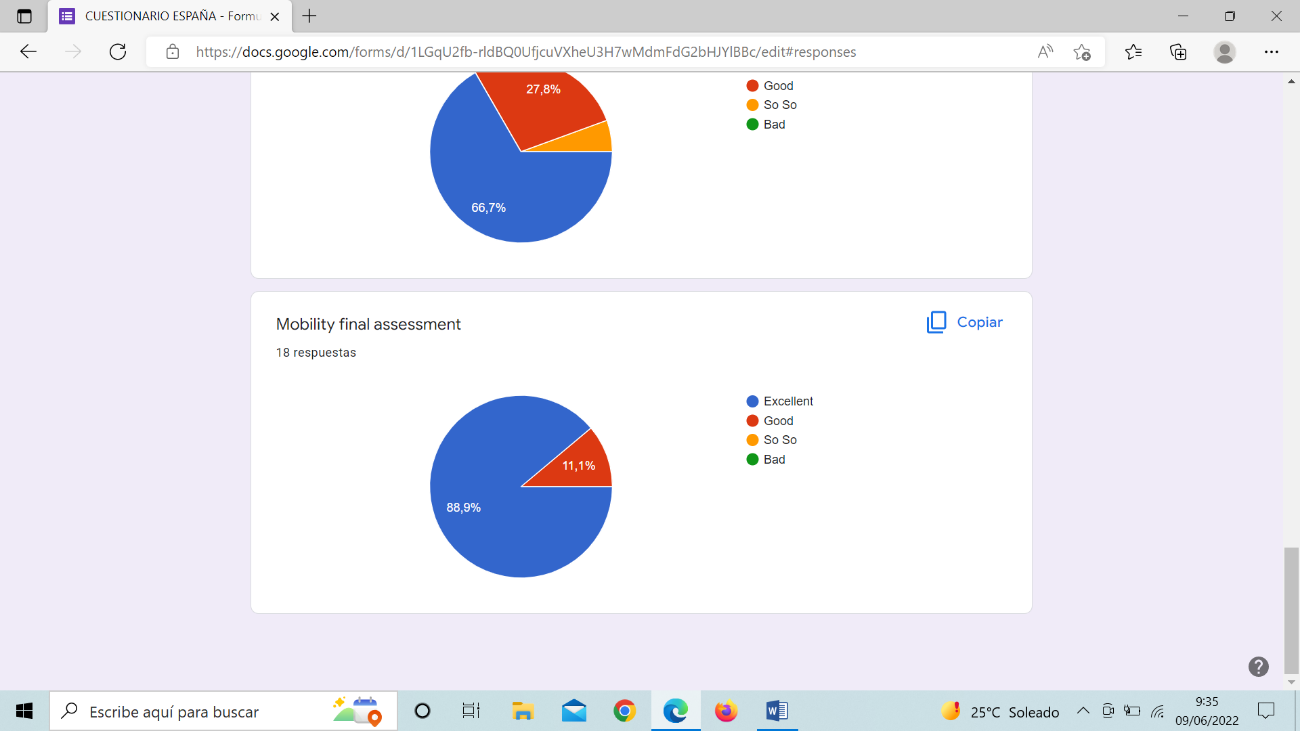 CUESTIONARIO ESPAÑA - Formu
https://docs.google.com/forms/d/1LGqU2fb-rldBQ0UfjcuVXheU3H7wMdmFdG2bHJYlBBc/edit#responses
27,8%
66,7%
Good
So So
Bad
Mobility final assessment
Copiar
18 respuestas
11,1%
88,9%
Excellent
Good
So So
Bad
Escribe aquí para buscar
25°C Soleado
9:35
09/06/2022